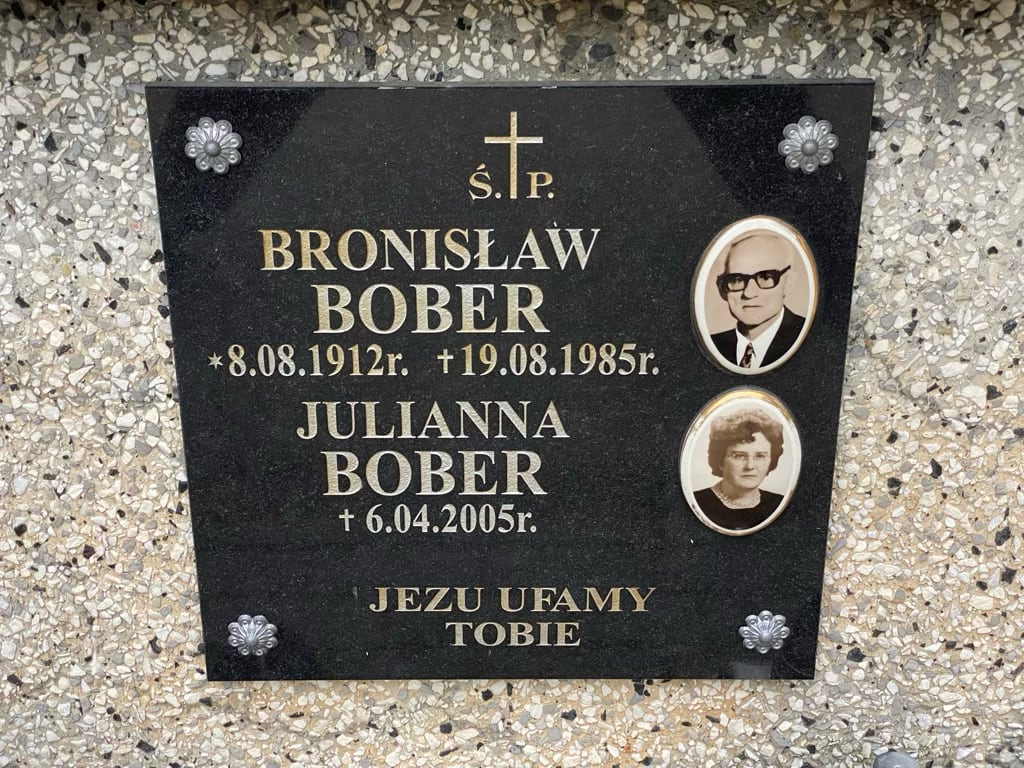 Ś. P.
BRONISŁAW
BOBER
*8.08.1912r. †19.08.1985r.
JULIANNA
BOBER
†6.04.2005r.
JEZU UFAMY
TOBIE